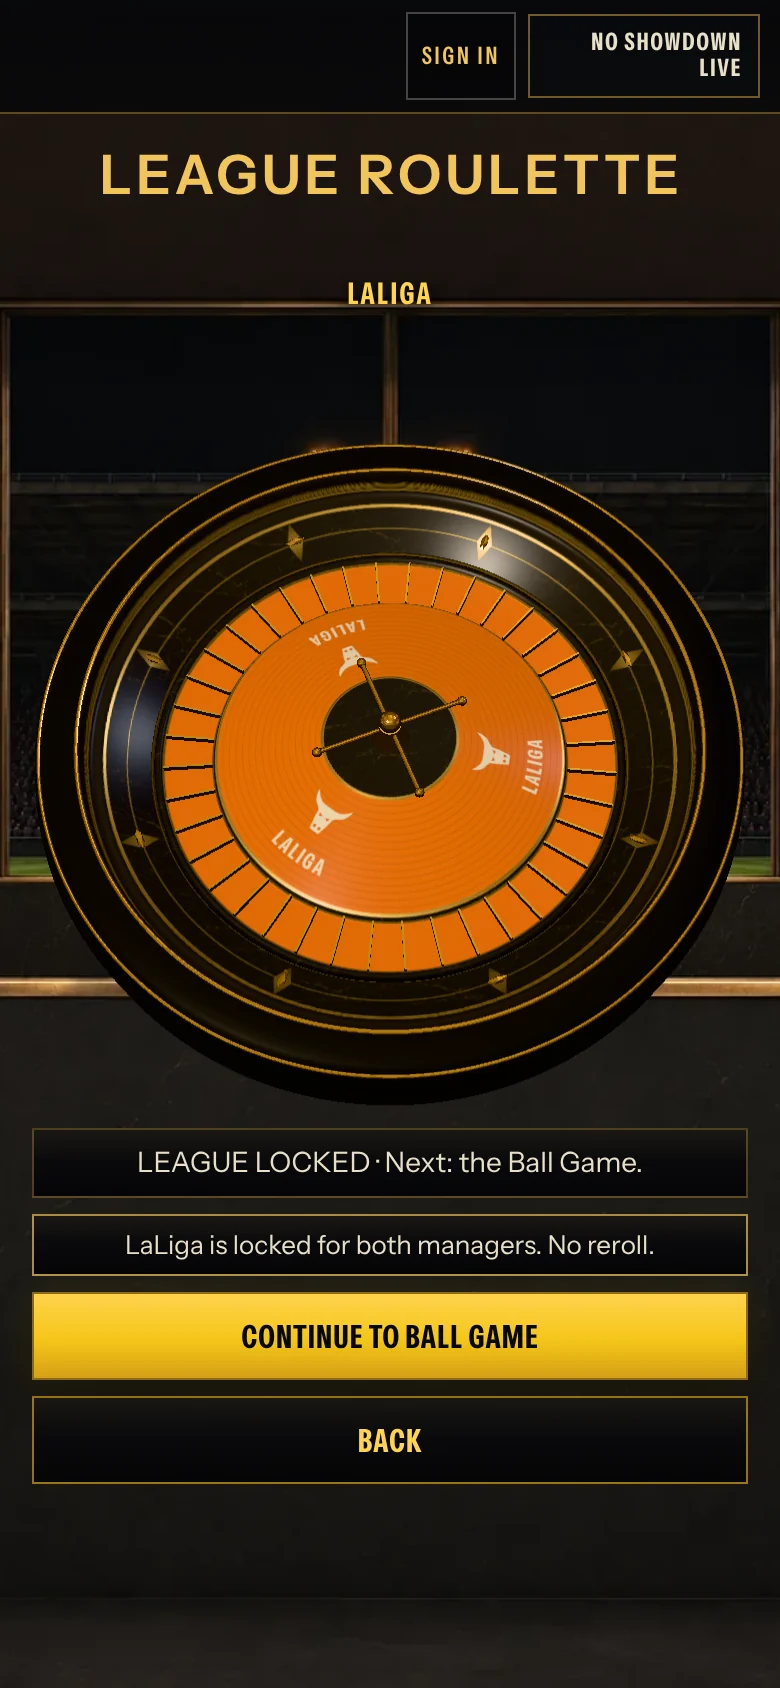 SIGN IN
NO SHOWDOWN
LIVE
LEAGUE ROULETTE
LALIGA
LALIGA
LALIGA
LALIGA
LEAGUE LOCKED · Next: the Ball Game.
LaLiga is locked for both managers. No reroll.
CONTINUE TO BALL GAME
BACK